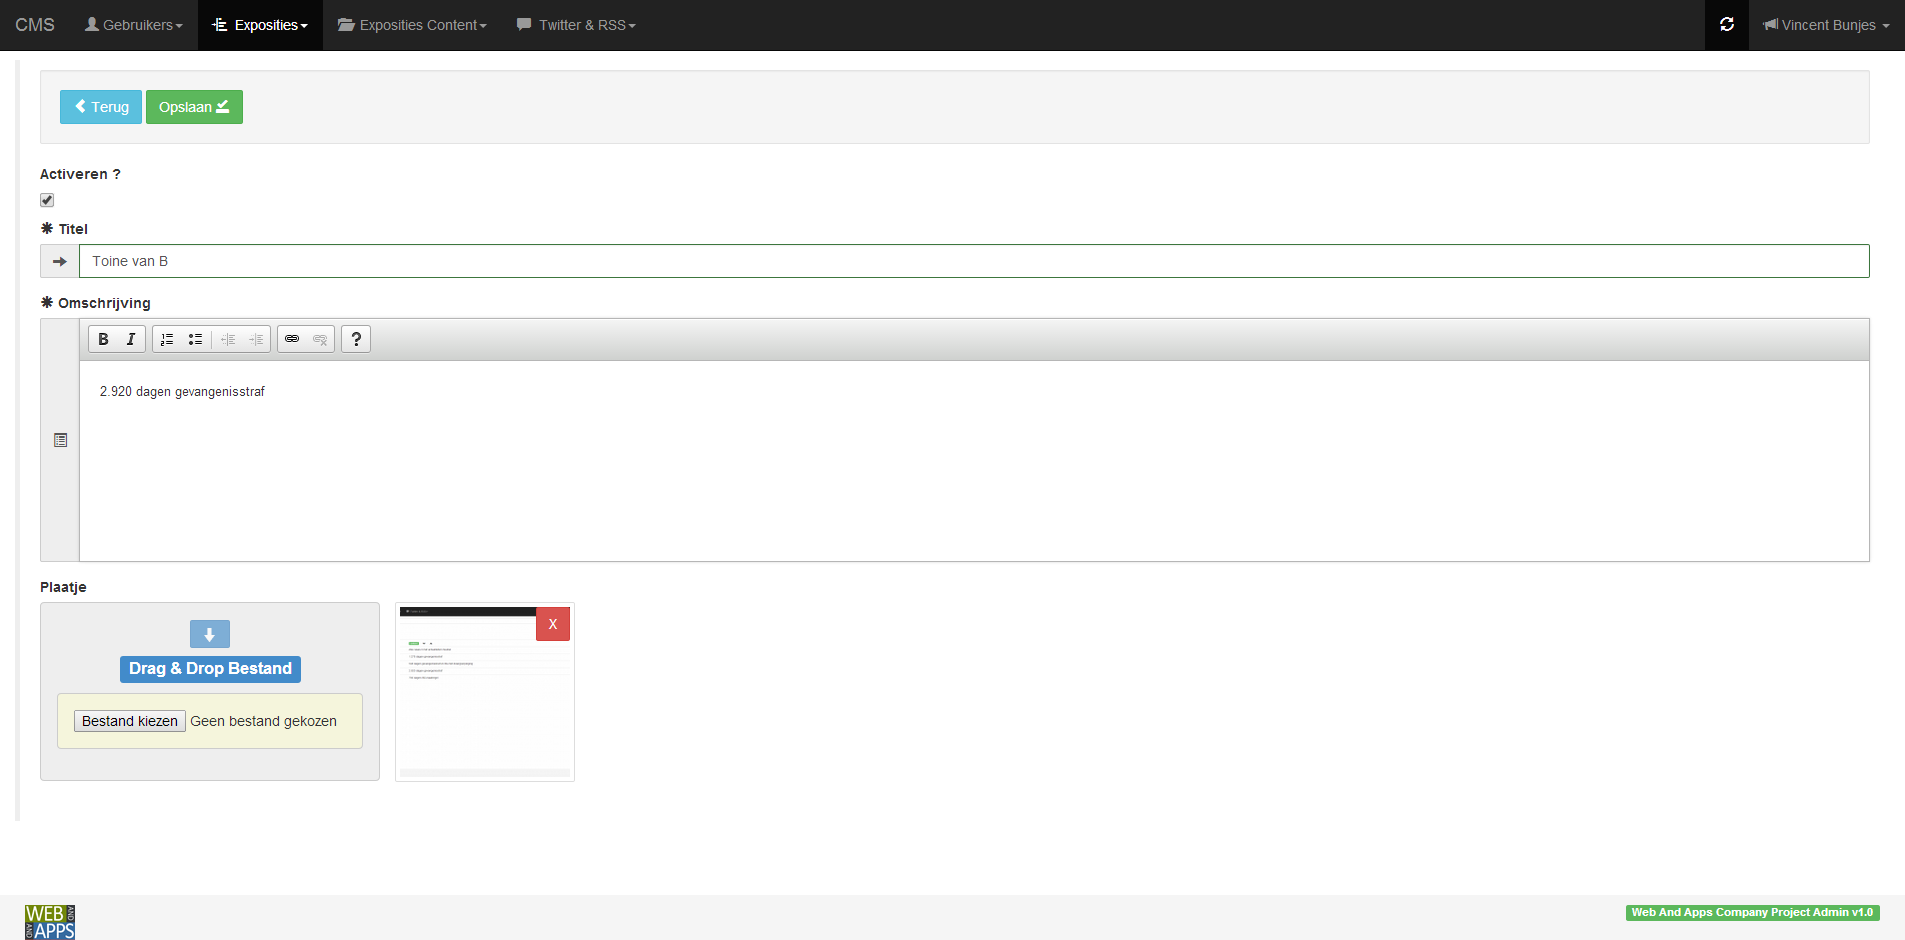 CMS Gebruikers Exposities Exposities Content Twitter & RSS Vincent Bunjes
Terug Opslaan
Activeren ?
Titel
Toine van B
Omschrijving
B I ?
2.920 dagen gevangenisstraf
Plaatje
X
Drag & Drop Bestand
Bestand kiezen Geen bestand gekozen
WEB AND
AND APPS
Web And Apps Company Project Admin v1.0